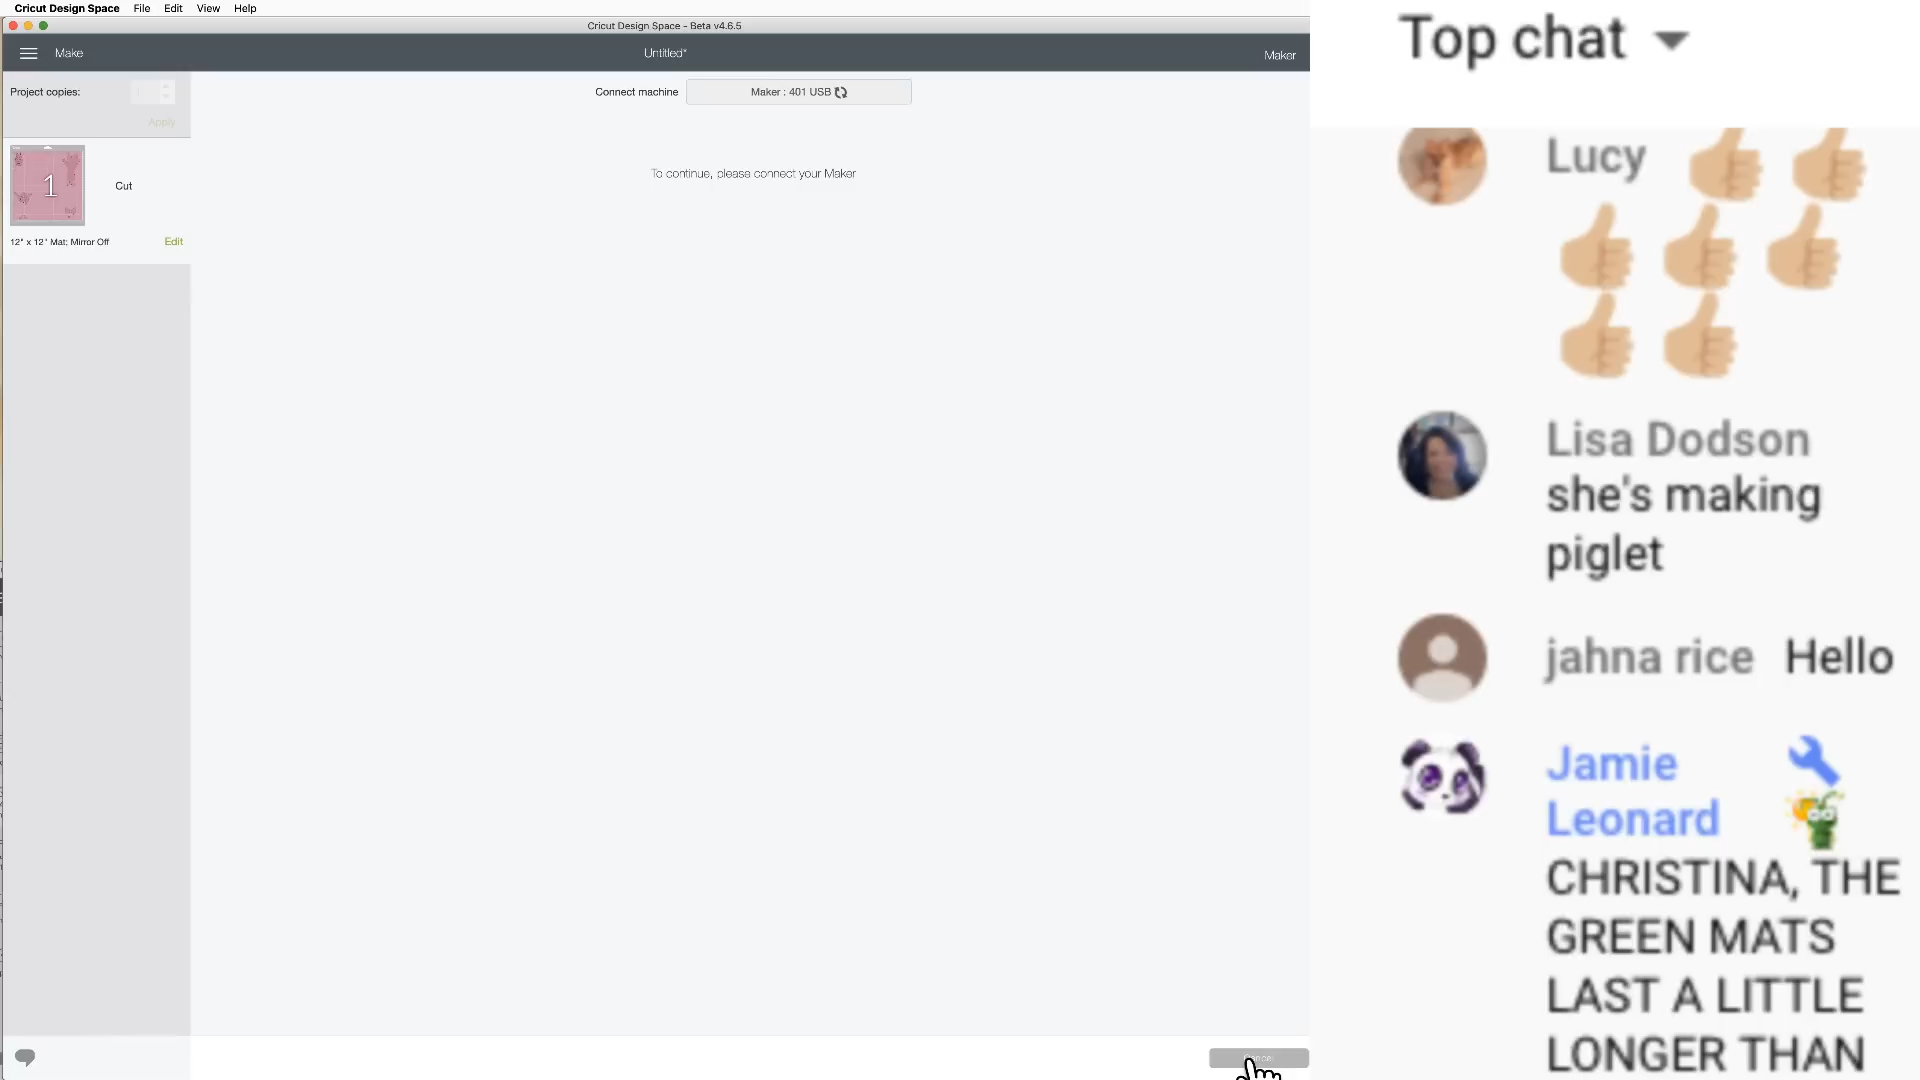 Cricut Design Space File Edit View Help
Cricut Design Space - Beta v4.6.5
Make
Untitled*
Maker
Project copies:
Apply
Connect machine
Maker : 401 USB
To continue, please connect your Maker
1
Cut
12" x 12" Mat; Mirror Off
Edit
Top chat
Lucy
Lisa Dodson
she's making
piglet
jahna rice Hello
Jamie
Leonard
CHRISTINA, THE
GREEN MATS
LAST A LITTLE
LONGER THAN